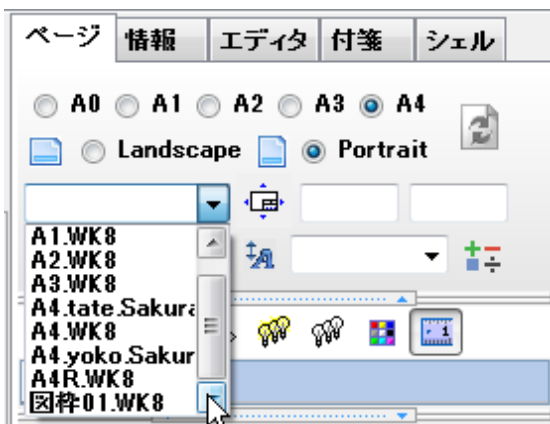 ページ 情報 エディタ 付箋 シェル
A0 A1 A2 A3 A4
Landscape Portrait
A1.WK8
A2.WK8
A3.WK8
A4.tate.Sakura
A4.WK8
A4.yoko.Sakur
A4R.WK8
図枠01.WK8